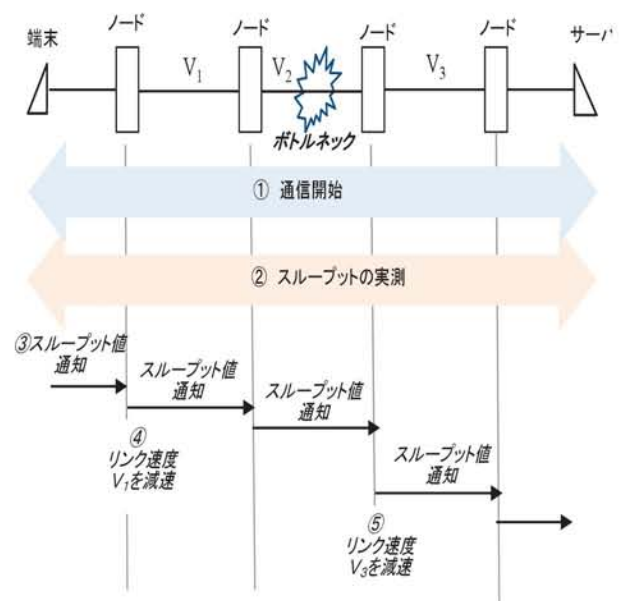 端末
ノード
ノード
ノード
ノード
サーバ
V1
V2
V3
ボトルネック
① 通信開始
② スループットの実測
③スループット値
通知
スループット値
通知
スループット値
通知
スループット値
通知
④
リンク速度
V1を減速
⑤
リンク速度
V3を減速